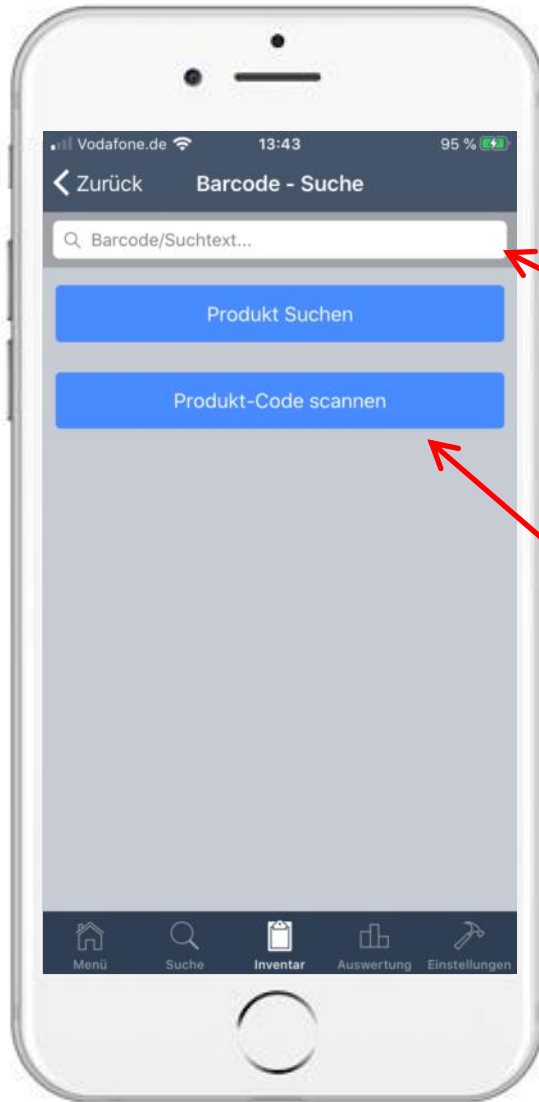 Vodafone.de 13:43 95 %
Zurück Barcode - Suche
Barcode/Suchtext...
Produkt Suchen
Produkt-Code scannen
Menü Suche Inventar Auswertung Einstellungen